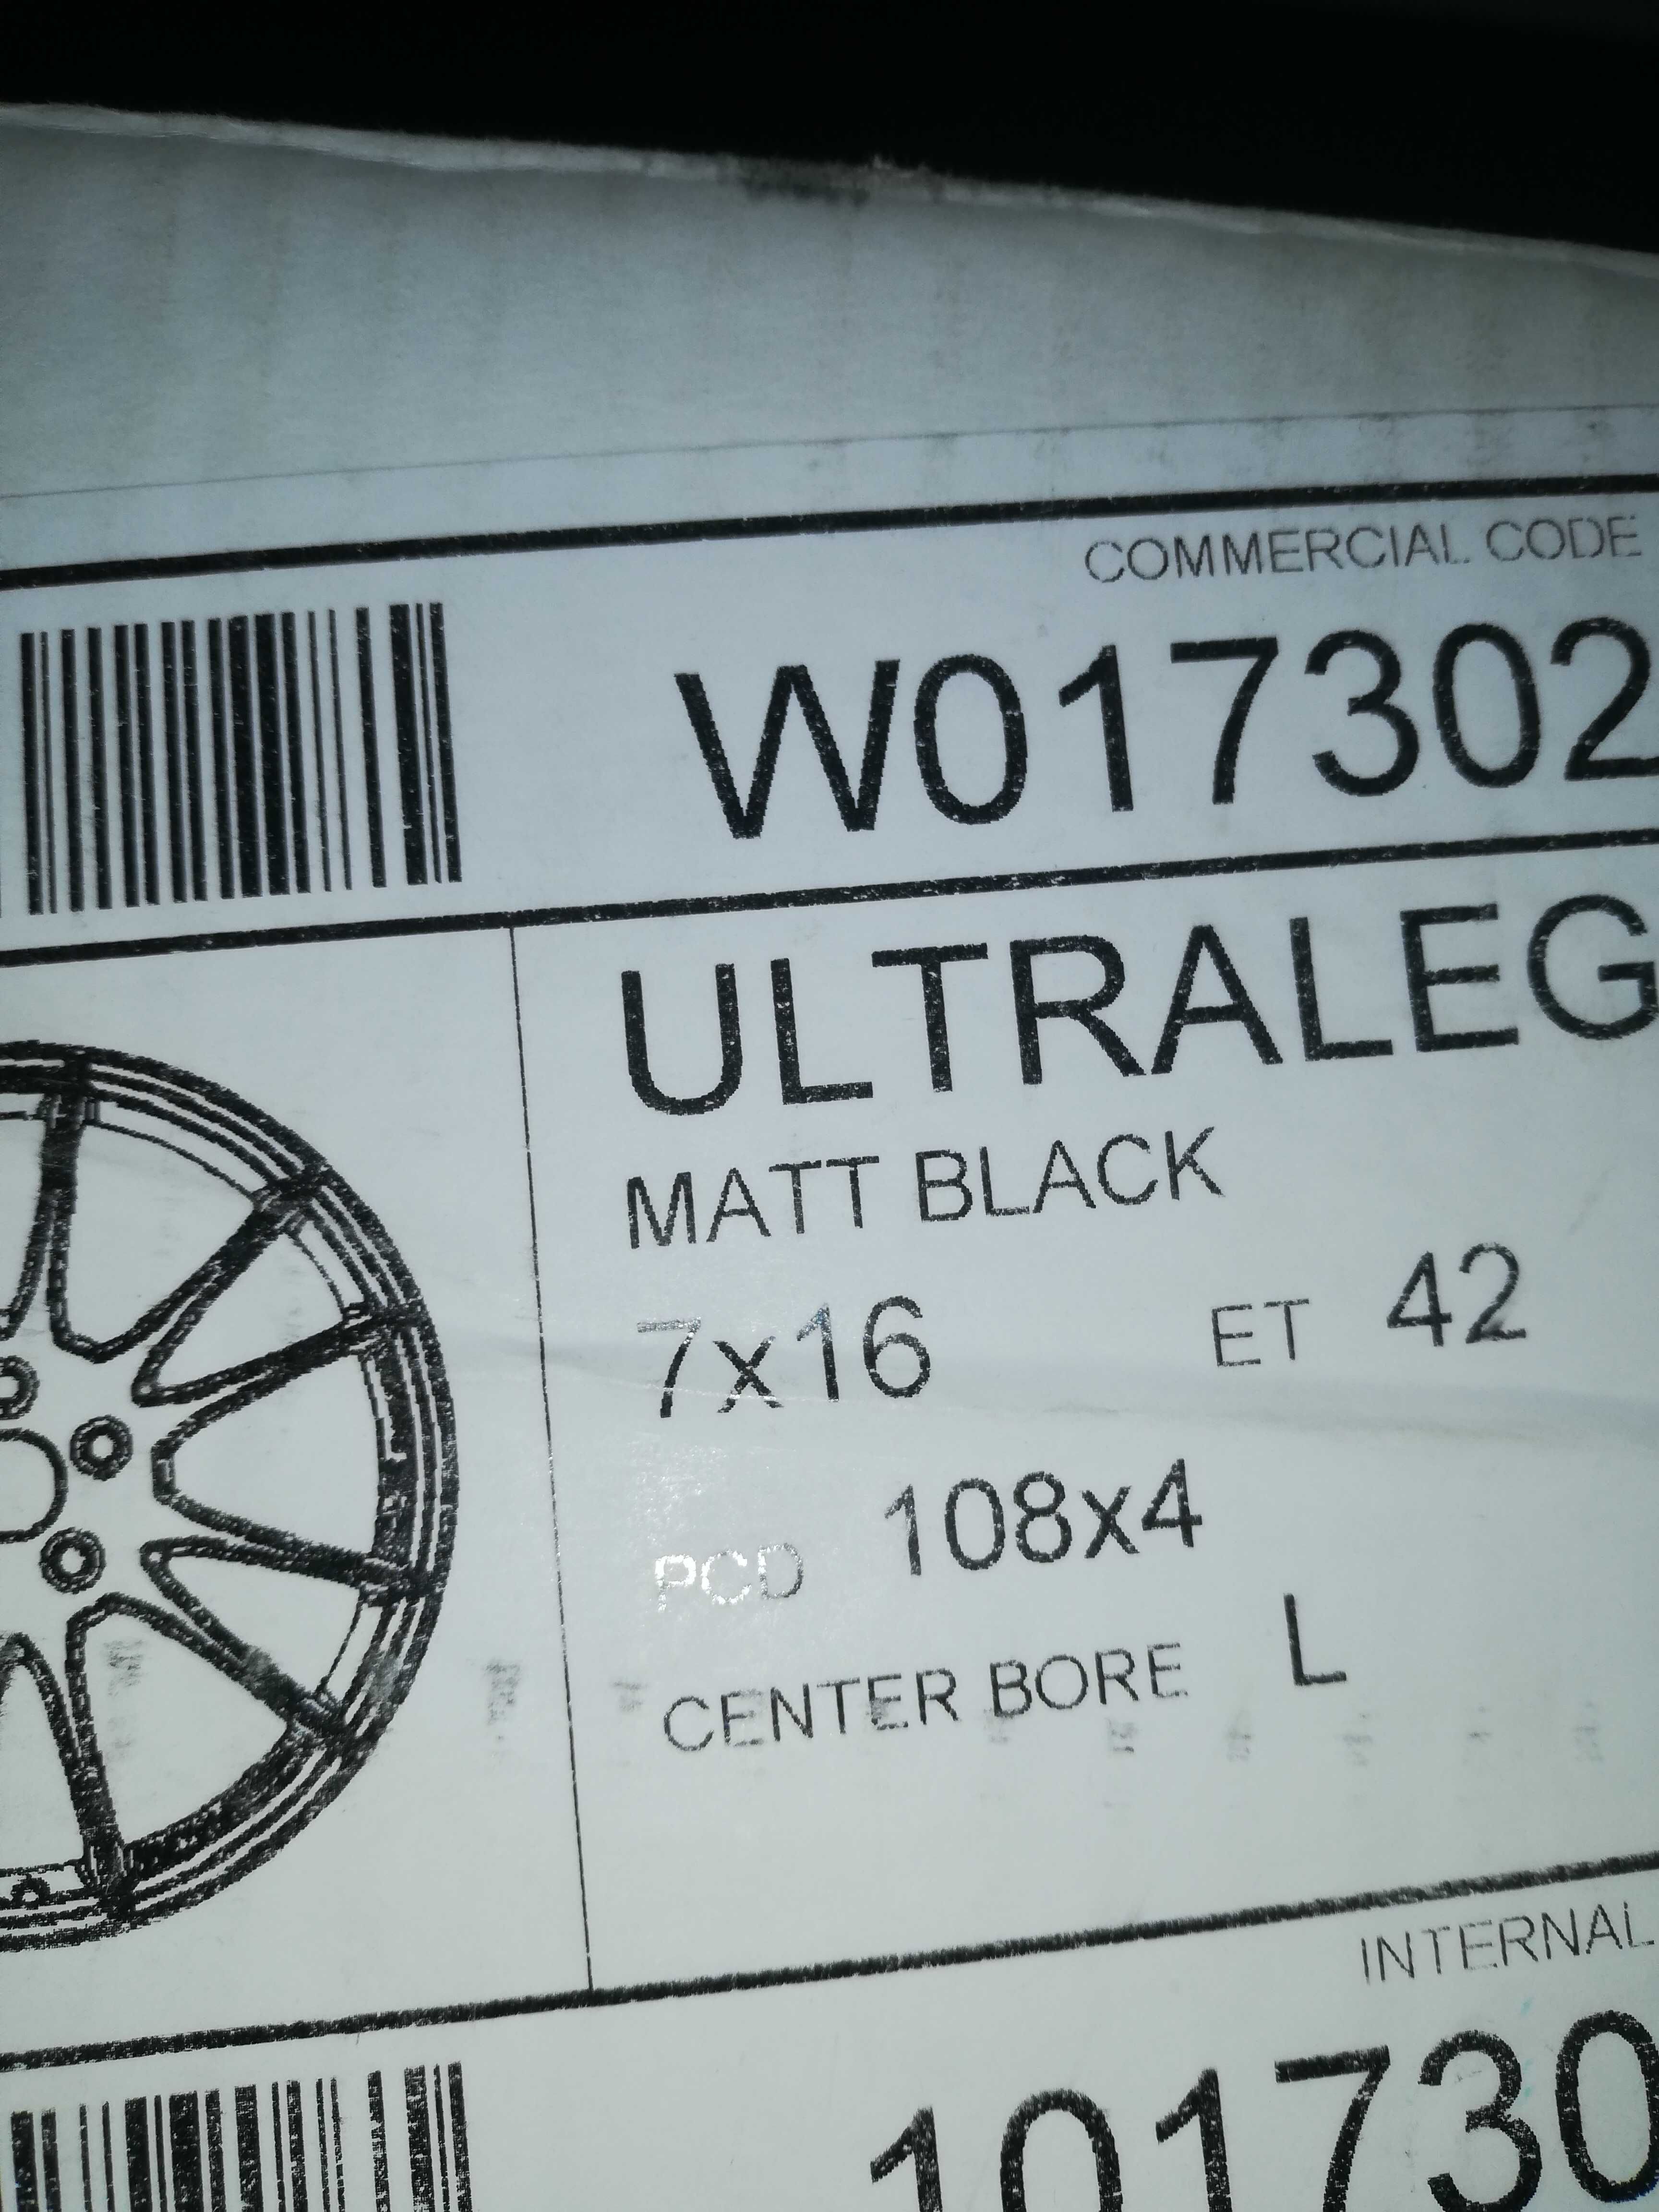 COMMERCIAL CODE
W017302
ULTRALEG
MATT BLACK
7x16 ET 42
PCD 108x4
CENTER BORE L
INTERNAL
101730